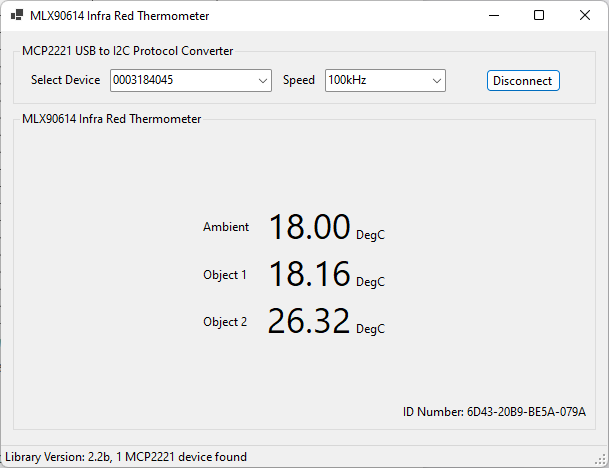 MLX90614 Infra Red Thermometer
MCP2221 USB to I2C Protocol Converter
Select Device 0003184045 Speed 100kHz Disconnect
MLX90614 Infra Red Thermometer
Ambient 18.00 DegC
Object 1 18.16 DegC
Object 2 26.32 DegC
ID Number: 6D43-20B9-BE5A-079A
Library Version: 2.2b, 1 MCP2221 device found